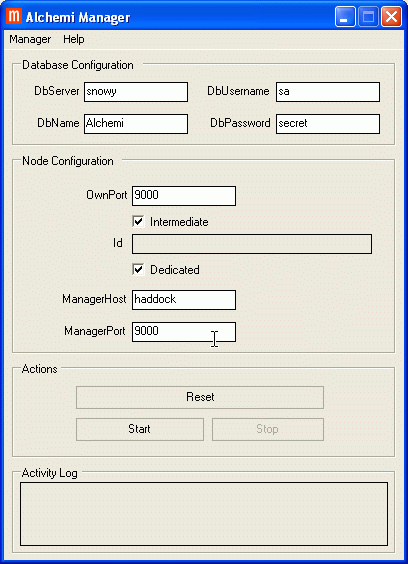 Alchemi Manager
Manager Help
Database Configuration
DbServer snowy DbUsername sa
DbName Alchemi DbPassword secret
Node Configuration
OwnPort 9000
Intermediate
Id
Dedicated
ManagerHost haddock
ManagerPort 9000
Actions
Reset
Start Stop
Activity Log